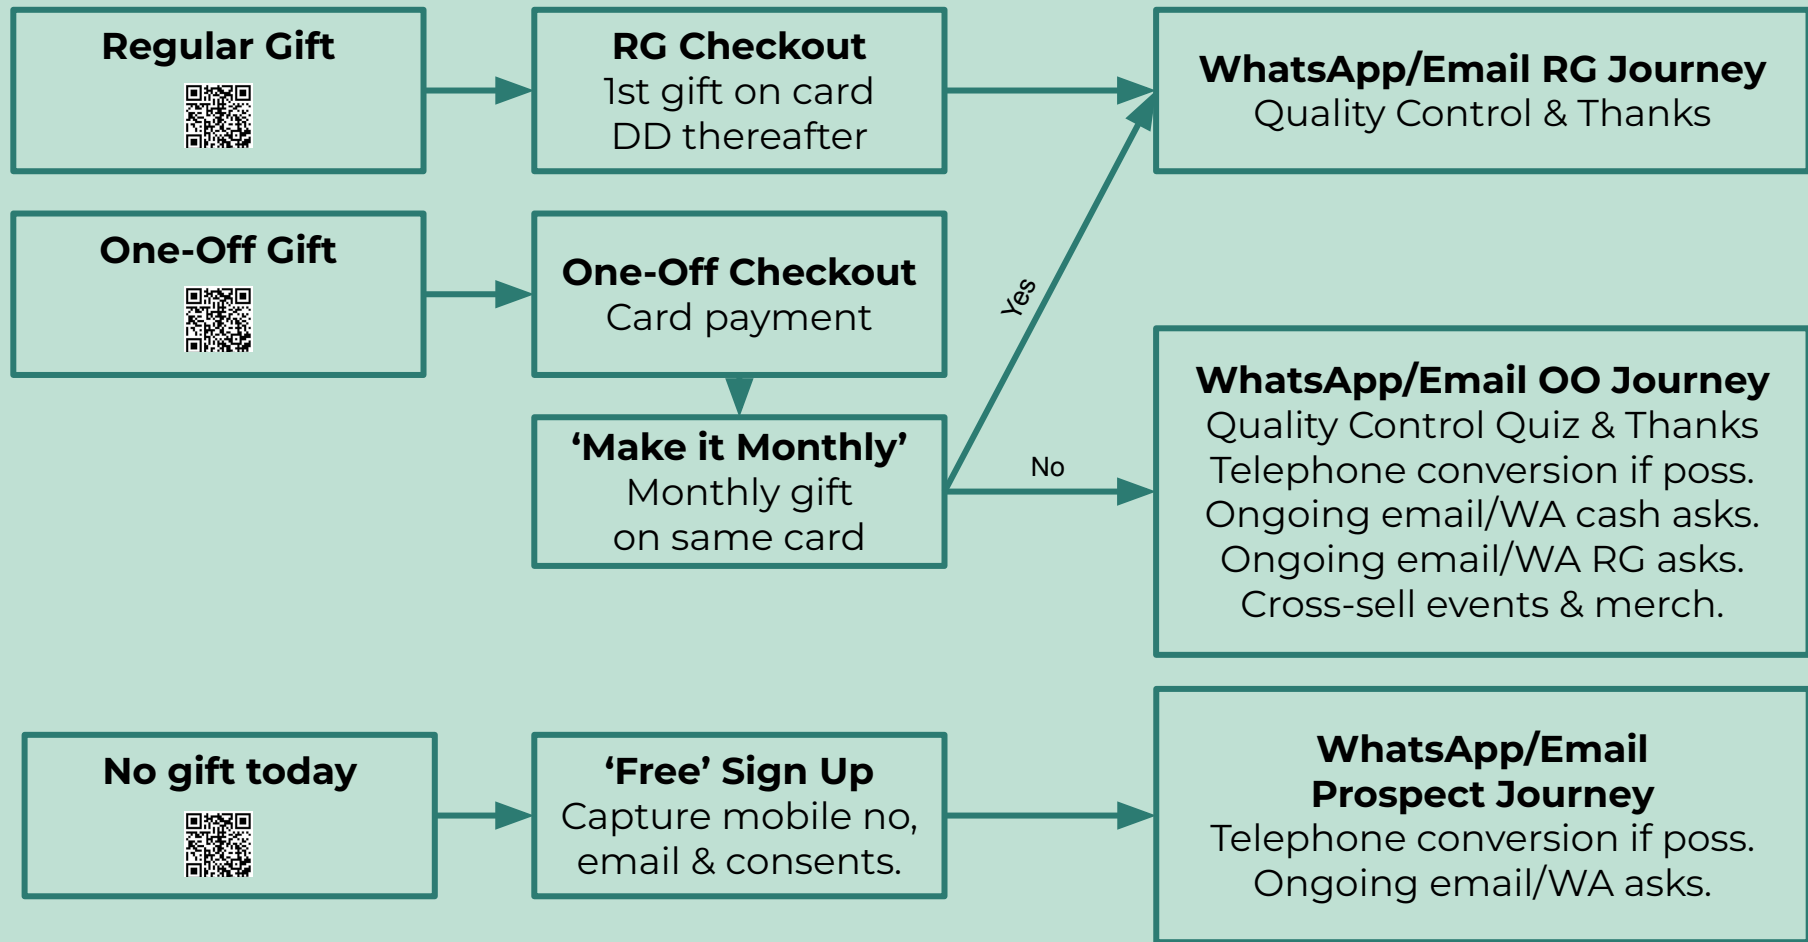 Regular Gift
RG Checkout
1st gift on card
DD thereafter
WhatsApp/Email RG Journey
Quality Control & Thanks
One-Off Gift
One-Off Checkout
Card payment
Yes
‘Make it Monthly’
Monthly gift
on same card
No
WhatsApp/Email OO Journey
Quality Control Quiz & Thanks
Telephone conversion if poss.
Ongoing email/WA cash asks.
Ongoing email/WA RG asks.
Cross-sell events & merch.
No gift today
‘Free’ Sign Up
Capture mobile no,
email & consents.
WhatsApp/Email
Prospect Journey
Telephone conversion if poss.
Ongoing email/WA asks.